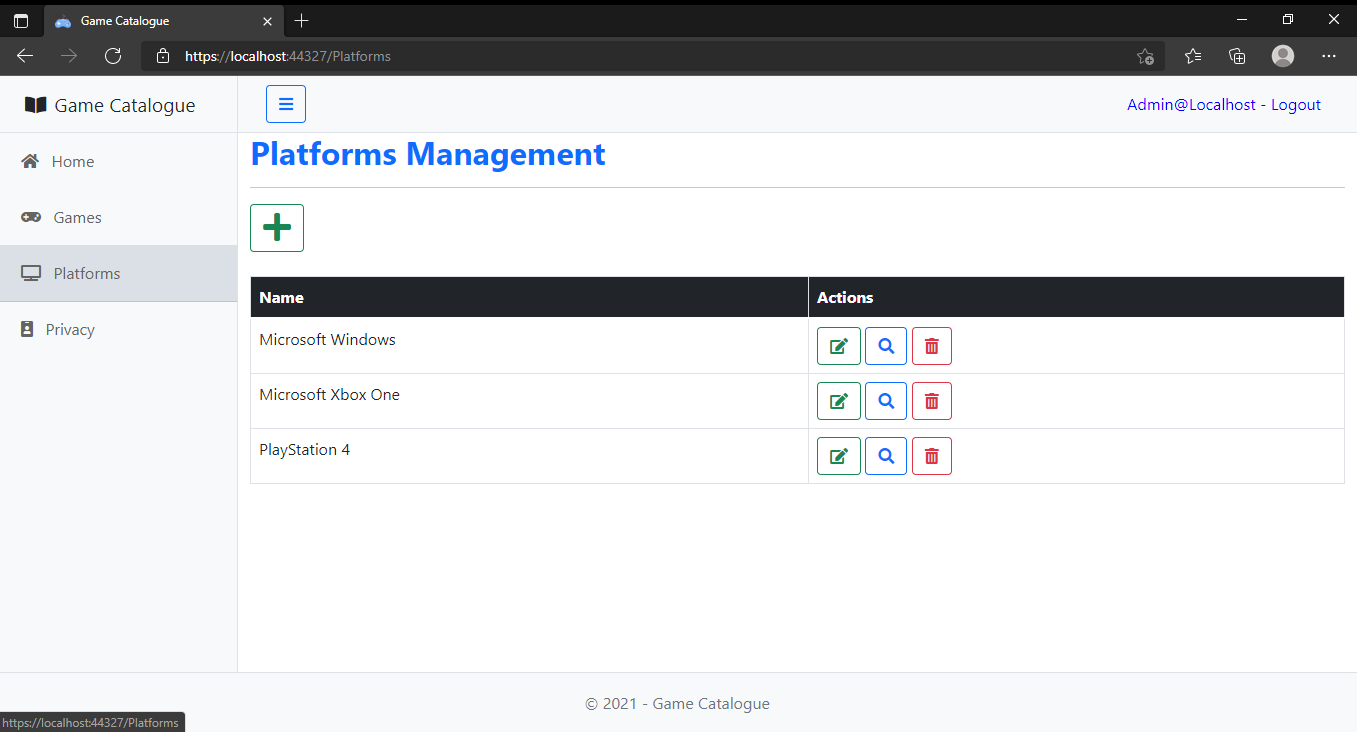 Game Catalogue
https://localhost:44327/Platforms
Game Catalogue
Admin@Localhost - Logout
Home
Games
Platforms
Privacy
Platforms Management
Name Actions
Microsoft Windows
Microsoft Xbox One
PlayStation 4
© 2021 - Game Catalogue
https://localhost:44327/Platforms